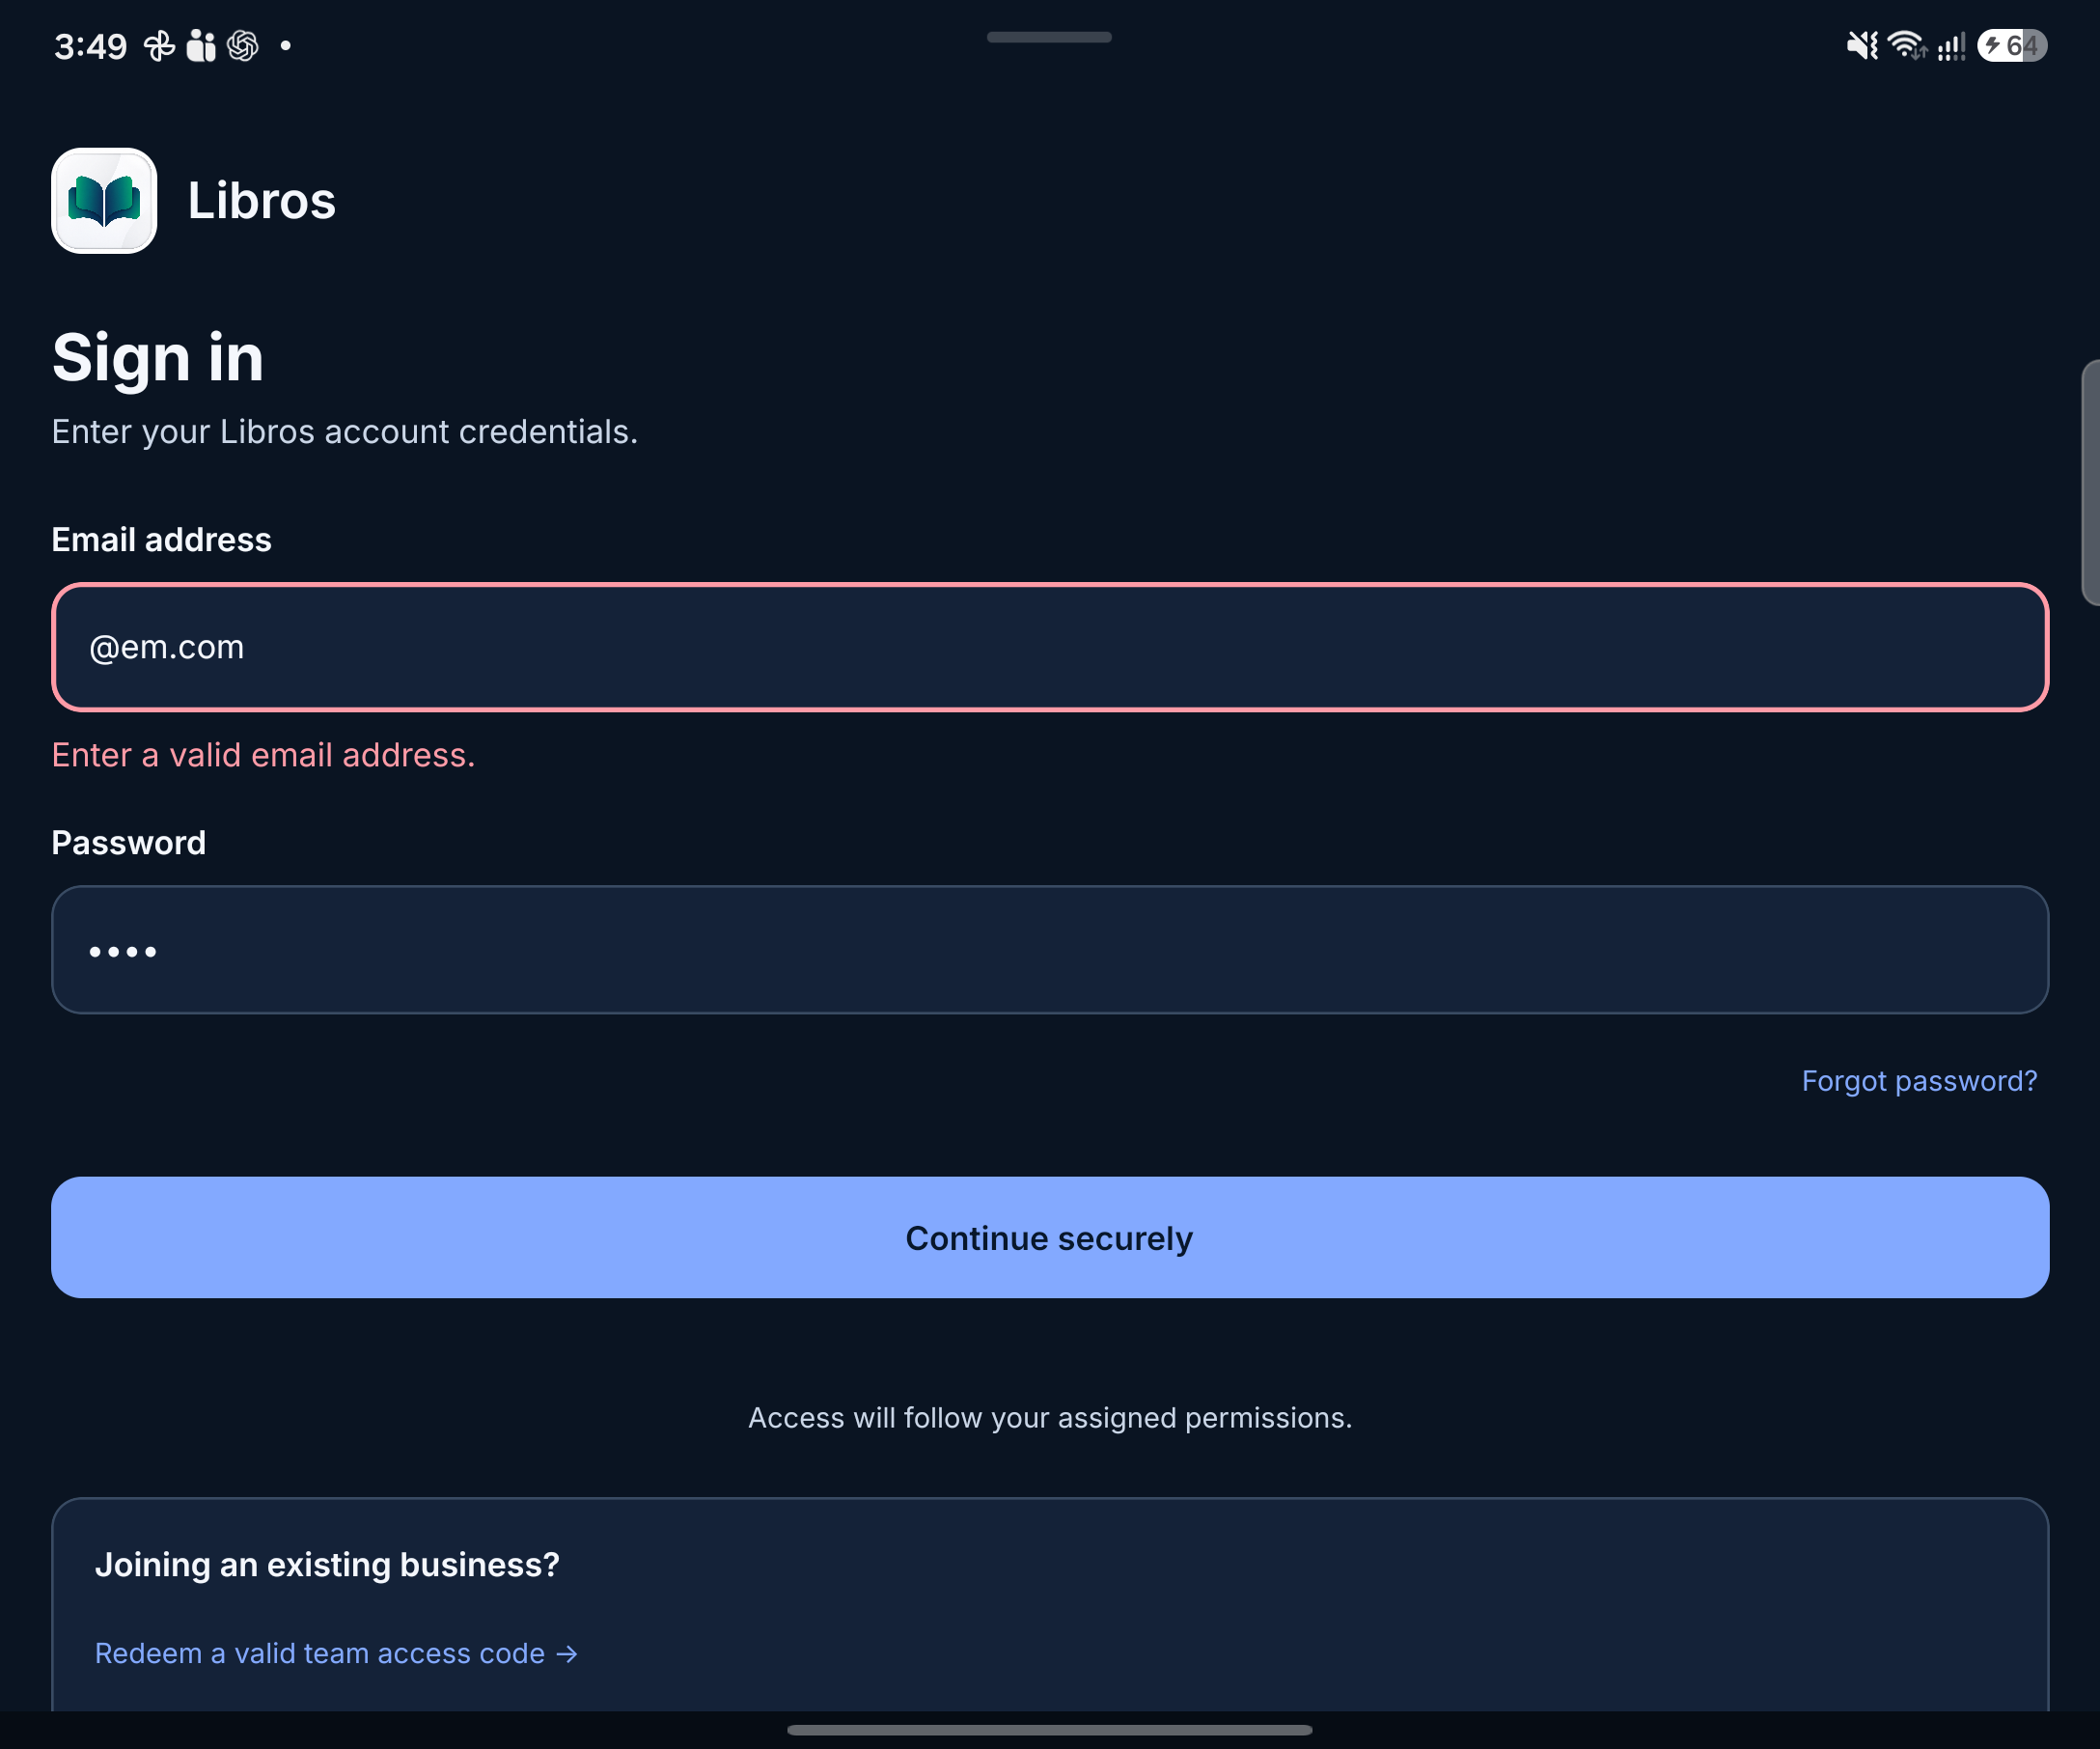 3:49
64
Libros
Sign in
Enter your Libros account credentials.
Email address
@em.com
Enter a valid email address.
Password
••••
Forgot password?
Continue securely
Access will follow your assigned permissions.
Joining an existing business?
Redeem a valid team access code →